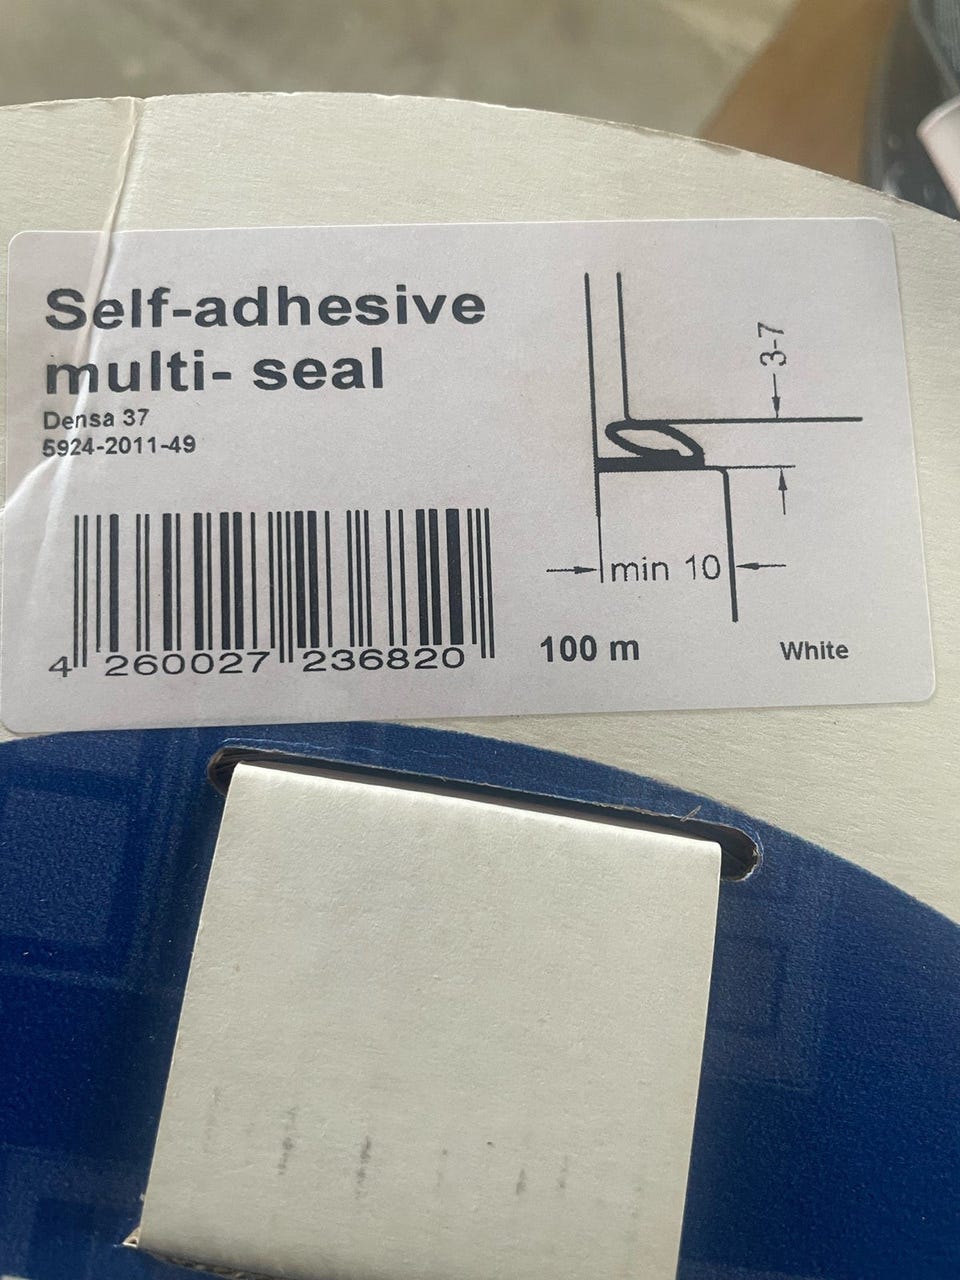 Self-adhesive
multi- seal
Densa 37
5924-2011-49
3-7
min 10
4 260027 236820
100 m
White